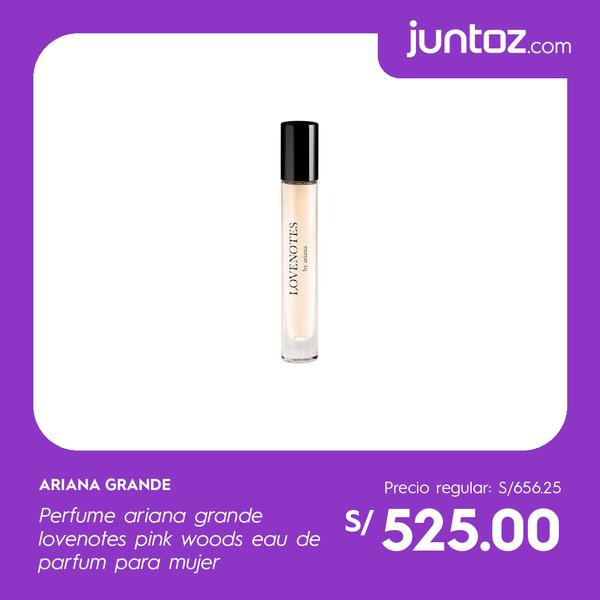 juntoz.com
LOVENOTES
by ariana
ARIANA GRANDE
Perfume ariana grande
lovenotes pink woods eau de
parfum para mujer
Precio regular: S/656.25
S/ 525.00